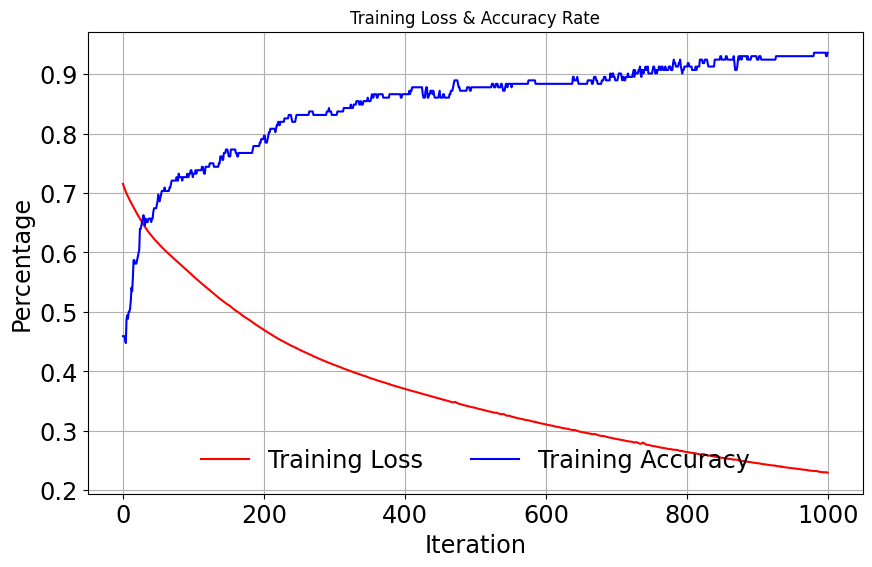 Training Loss & Accuracy Rate
Percentage
0.9
0.8
0.7
0.6
0.5
0.4
0.3
0.2
Training Loss Training Accuracy
0 200 400 600 800 1000
Iteration